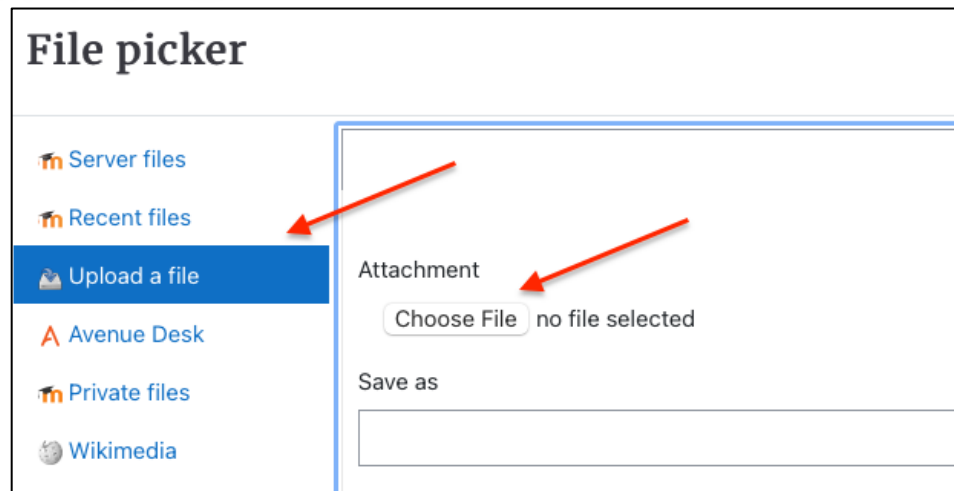 File picker
Server files
Recent files
Upload a file
Avenue Desk
Private files
Wikimedia
Attachment
Choose File no file selected
Save as